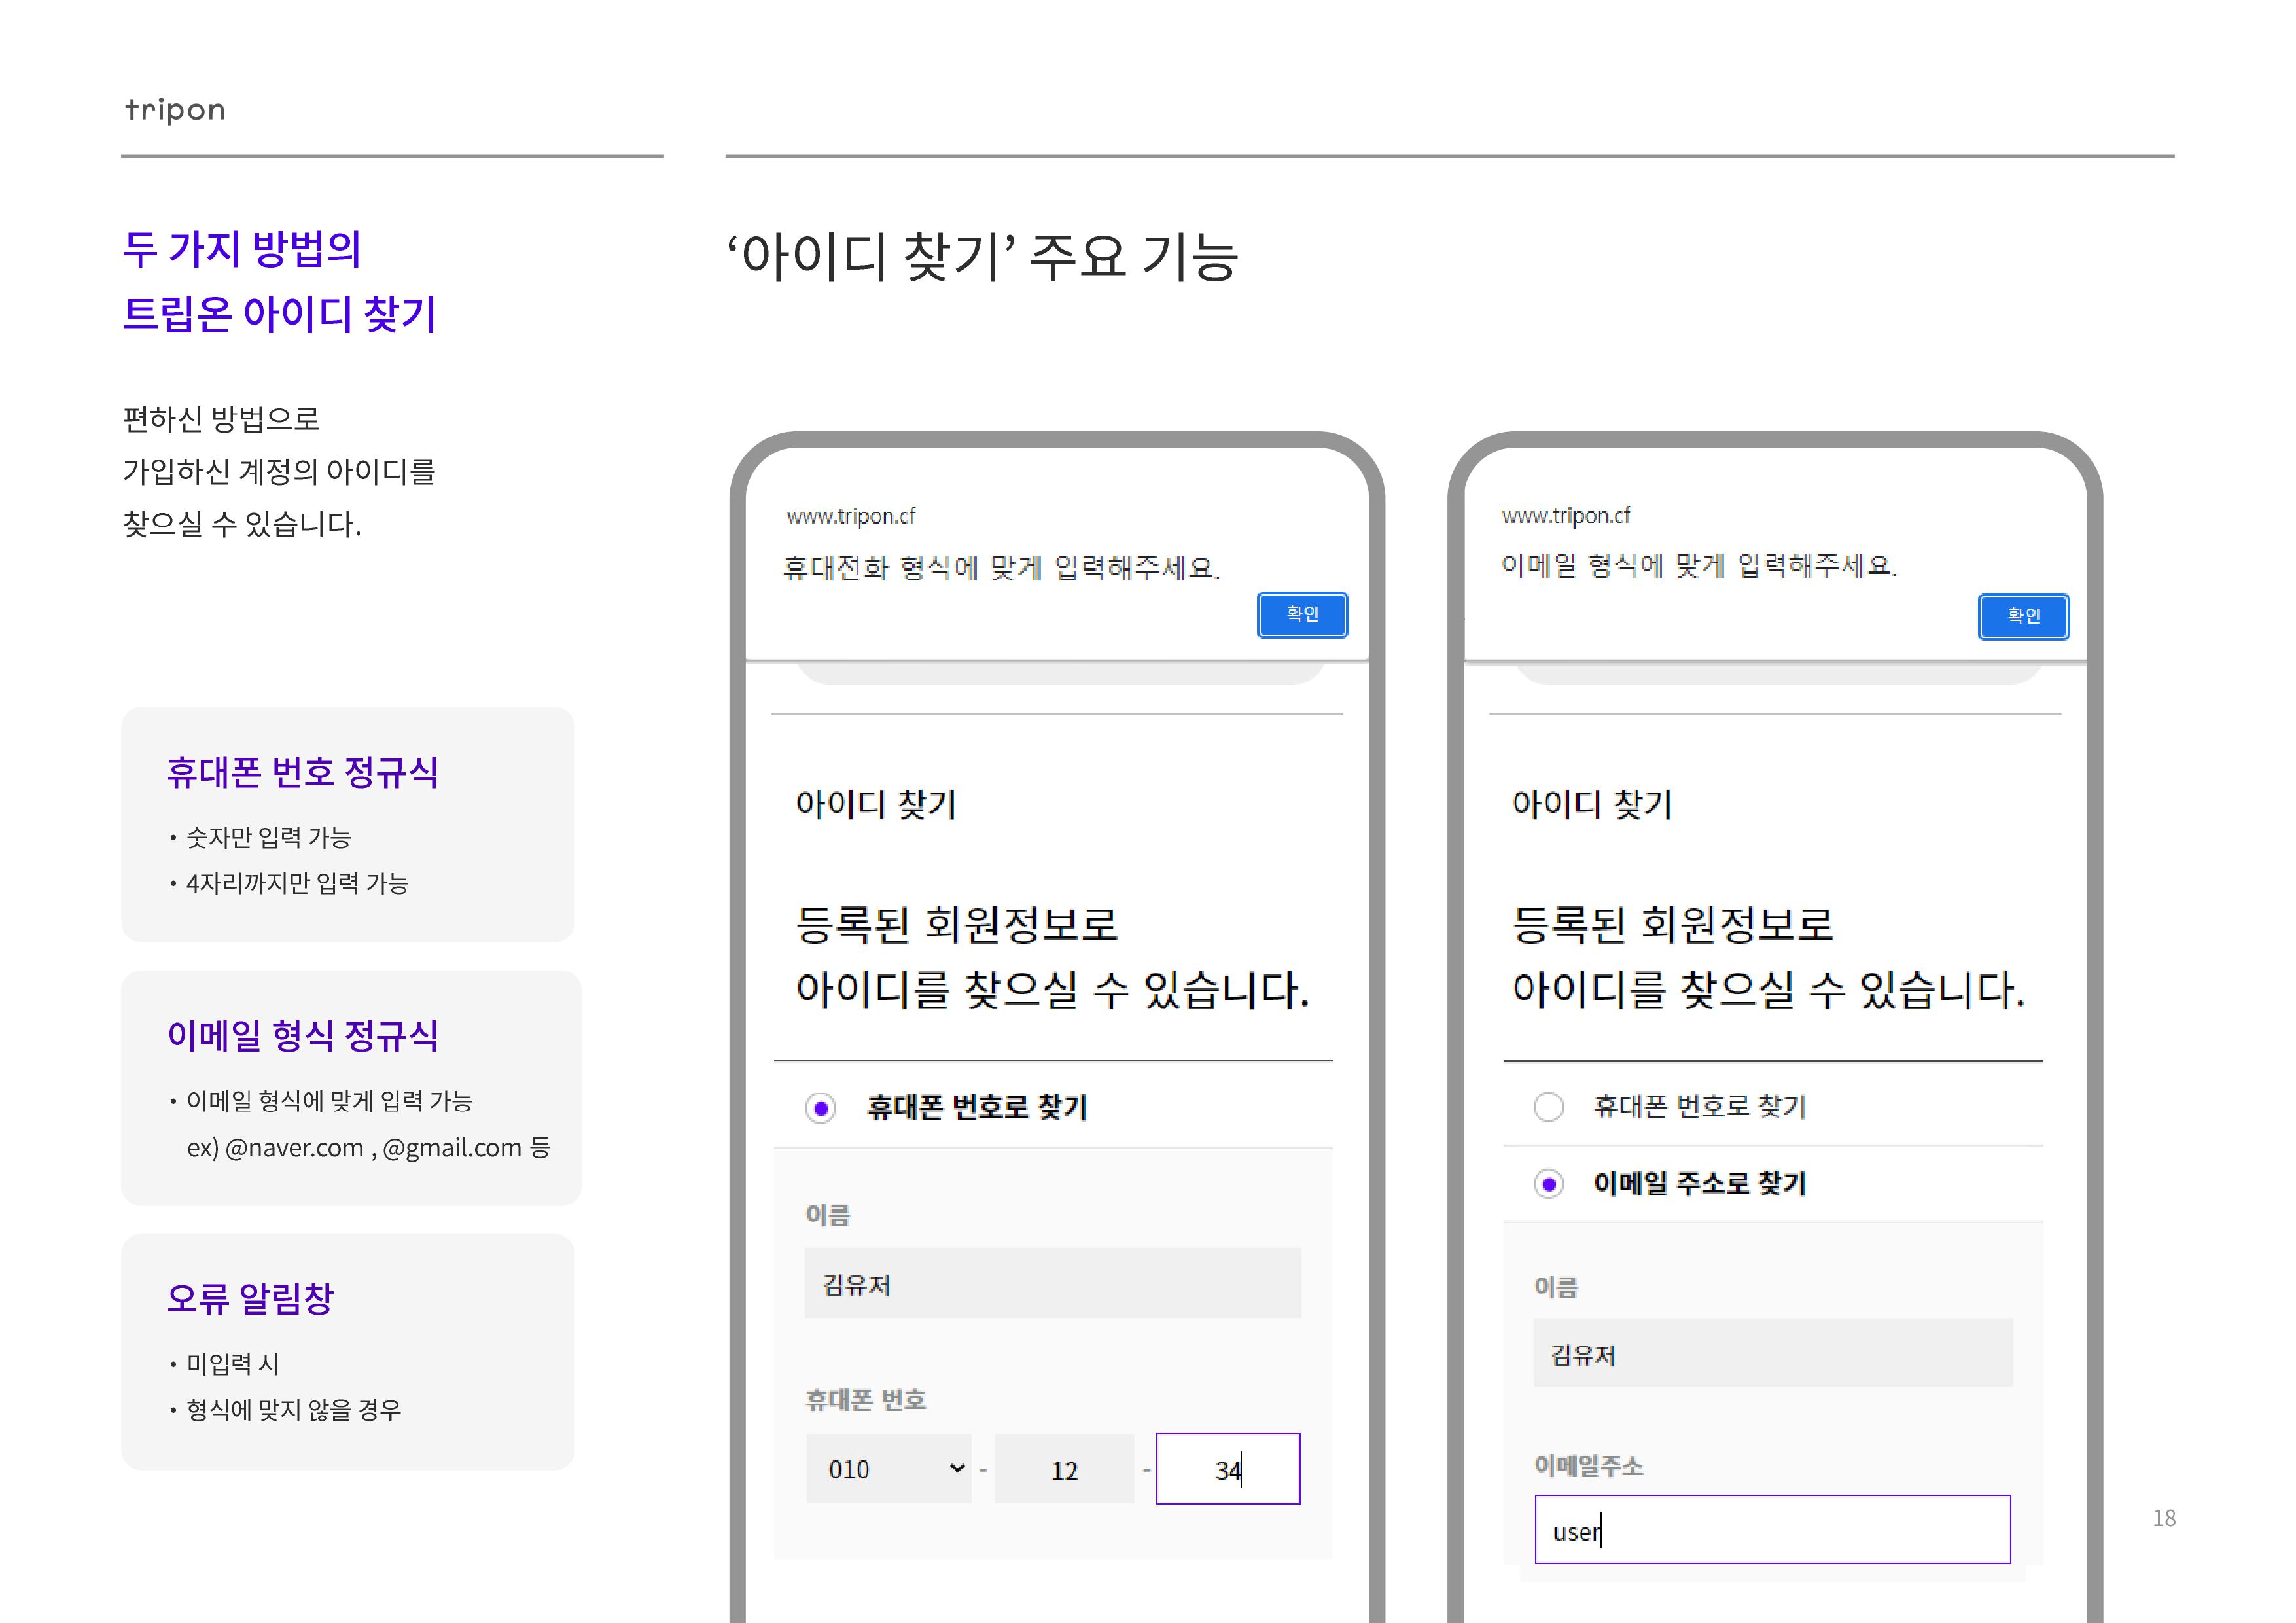 tripon
두 가지 방법의
트립온 아이디 찾기
편하신 방법으로
가입하신 계정의 아이디를
찾으실 수 있습니다.
휴대폰 번호 정규식
• 숫자만 입력 가능
• 4자리까지만 입력 가능
이메일 형식 정규식
• 이메일 형식에 맞게 입력 가능
ex) @naver.com , @gmail.com 등
오류 알림창
• 미입력 시
• 형식에 맞지 않을 경우
‘아이디 찾기’ 주요 기능
www.tripon.cf
휴대전화 형식에 맞게 입력해주세요.
확인
아이디 찾기
등록된 회원정보로
아이디를 찾으실 수 있습니다.
휴대폰 번호로 찾기
이름
김유저
휴대폰 번호
010 - 12 - 34
www.tripon.cf
이메일 형식에 맞게 입력해주세요.
확인
아이디 찾기
등록된 회원정보로
아이디를 찾으실 수 있습니다.
휴대폰 번호로 찾기
이메일 주소로 찾기
이름
김유저
이메일주소
user
18